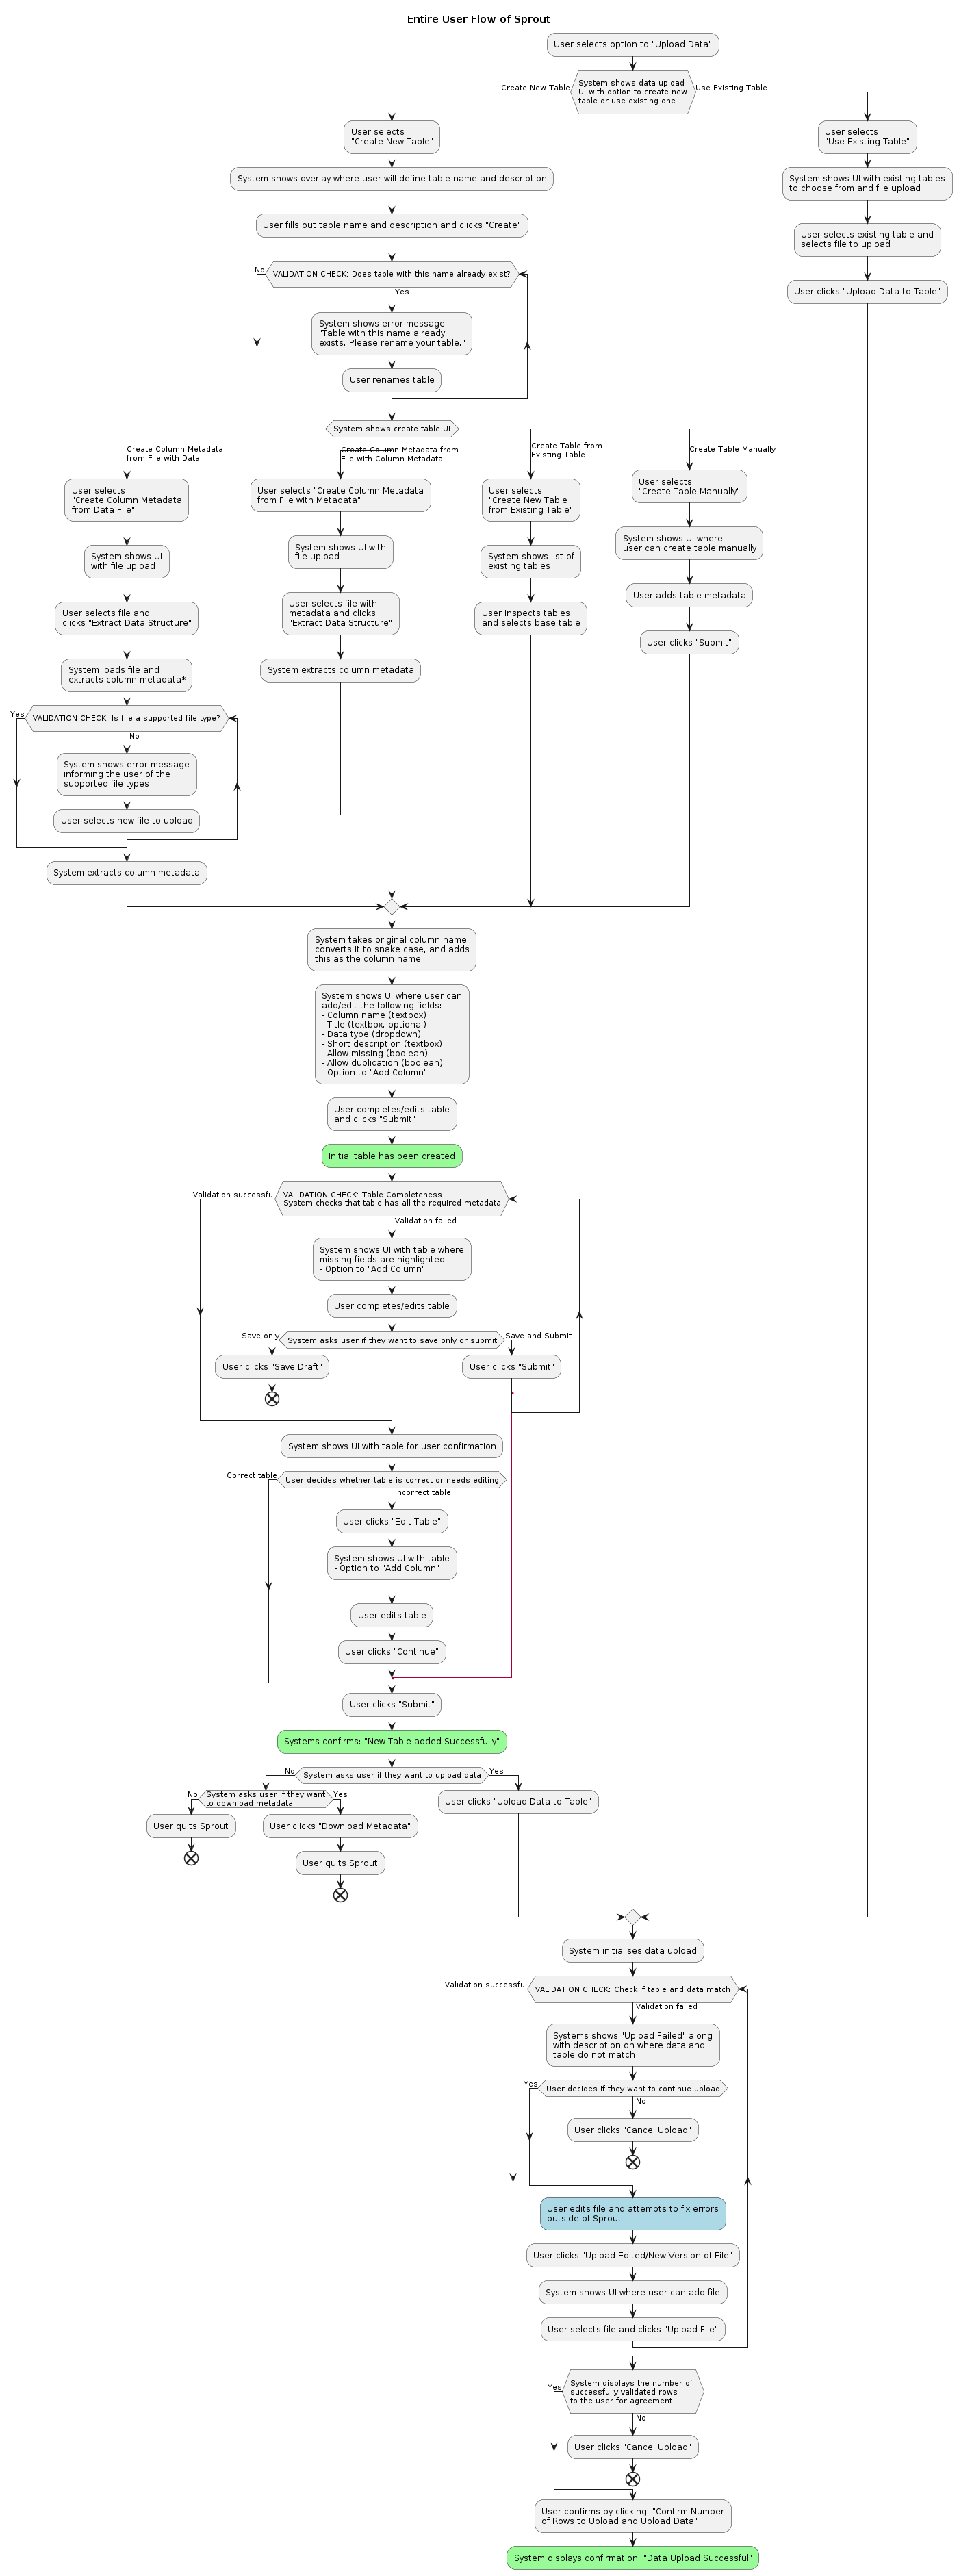 Entire User Flow of Sprout
User selects option to "Upload Data"
System shows data upload
UI with option to create new
table or use existing one
Create New Table
Use Existing Table
User selects
"Create New Table"
System shows overlay where user will define table name and description
User fills out table name and description and clicks "Create"
VALIDATION CHECK: Does table with this name already exist?
No
Yes
System shows error message:
"Table with this name already
exists. Please rename your table."
User renames table
User selects
"Use Existing Table"
System shows UI with existing tables
to choose from and file upload
User selects existing table and
selects file to upload
User clicks "Upload Data to Table"
System shows create table UI
Create Column Metadata
from File with Data
User selects
"Create Column Metadata
from Data File"
System shows UI
with file upload
User selects file and
clicks "Extract Data Structure"
System loads file and
extracts column metadata*
VALIDATION CHECK: Is file a supported file type?
Yes
No
System shows error message
informing the user of the
supported file types
User selects new file to upload
System extracts column metadata
Create Column Metadata from
File with Column Metadata
User selects "Create Column Metadata
from File with Metadata"
System shows UI with
file upload
User selects file with
metadata and clicks
"Extract Data Structure"
System extracts column metadata
Create Table from
Existing Table
User selects
"Create New Table
from Existing Table"
System shows list of
existing tables
User inspects tables
and selects base table
Create Table Manually
User selects
"Create Table Manually"
System shows UI where
user can create table manually
User adds table metadata
User clicks "Submit"
System takes original column name,
converts it to snake case, and adds
this as the column name
System shows UI where user can
add/edit the following fields:
- Column name (textbox)
- Title (textbox, optional)
- Data type (dropdown)
- Short description (textbox)
- Allow missing (boolean)
- Allow duplication (boolean)
- Option to "Add Column"
User completes/edits table
and clicks "Submit"
Initial table has been created
VALIDATION CHECK: Table Completeness
System checks that table has all the required metadata
Validation successful
Validation failed
System shows UI with table where
missing fields are highlighted
- Option to "Add Column"
User completes/edits table
System asks user if they want to save only or submit
Save only
Save and Submit
User clicks "Save Draft"
User clicks "Submit"
System shows UI with table for user confirmation
User decides whether table is correct or needs editing
Correct table
Incorrect table
User clicks "Edit Table"
System shows UI with table
- Option to "Add Column"
User edits table
User clicks "Continue"
User clicks "Submit"
Systems confirms: "New Table added Successfully"
System asks user if they want to upload data
No
Yes
System asks user if they want
to download metadata
No
Yes
User quits Sprout
User clicks "Download Metadata"
User quits Sprout
User clicks "Upload Data to Table"
System initialises data upload
VALIDATION CHECK: Check if table and data match
Validation successful
Validation failed
Systems shows "Upload Failed" along
with description on where data and
table do not match
User decides if they want to continue upload
Yes
No
User clicks "Cancel Upload"
User edits file and attempts to fix errors
outside of Sprout
User clicks "Upload Edited/New Version of File"
System shows UI where user can add file
User selects file and clicks "Upload File"
System displays the number of
successfully validated rows
to the user for agreement
Yes
No
User clicks "Cancel Upload"
User confirms by clicking: "Confirm Number
of Rows to Upload and Upload Data"
System displays confirmation: "Data Upload Successful"